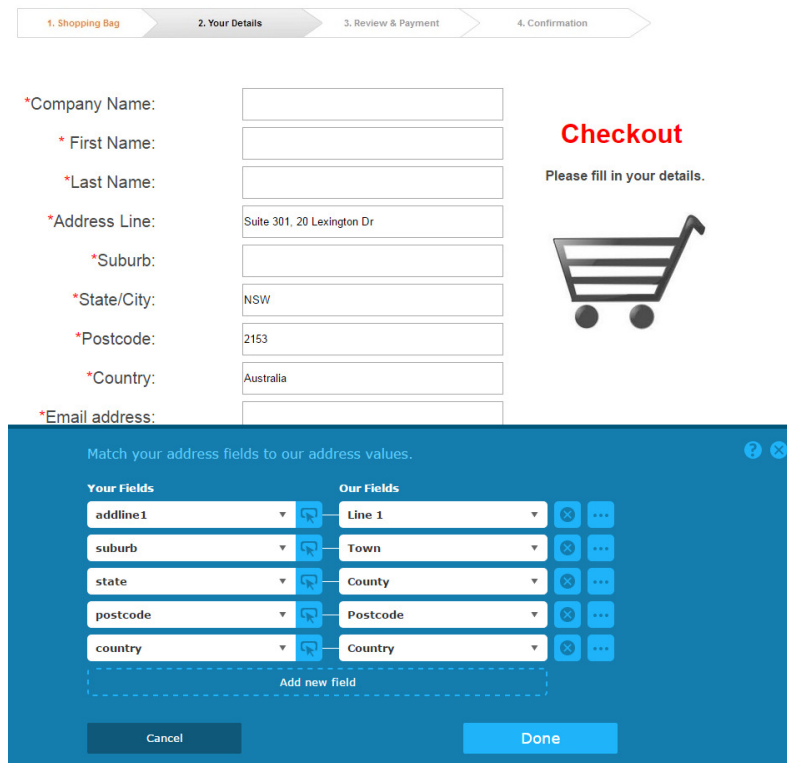 1. Shopping Bag 2. Your Details 3. Review & Payment 4. Confirmation
*Company Name:
* First Name:
*Last Name:
*Address Line: Suite 301, 20 Lexington Dr
*Suburb:
*State/City: NSW
*Postcode: 2153
*Country: Australia
*Email address:
Checkout
Please fill in your details.
Match your address fields to our address values. ?
Your Fields Our Fields
addline1 Line 1
suburb Town
state County
postcode Postcode
country Country
Add new field
Cancel Done